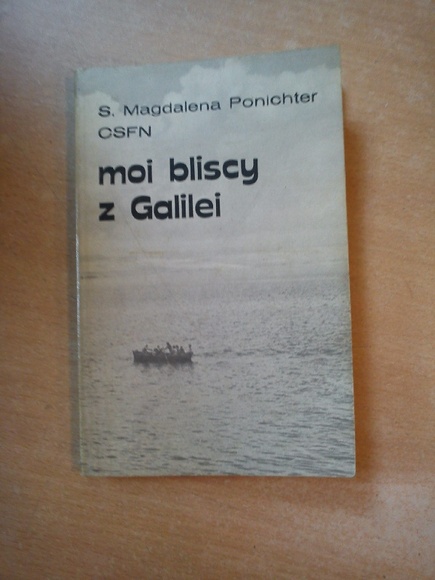 S. Magdalena Ponichter
CSFN
moi bliscy
z Galilei